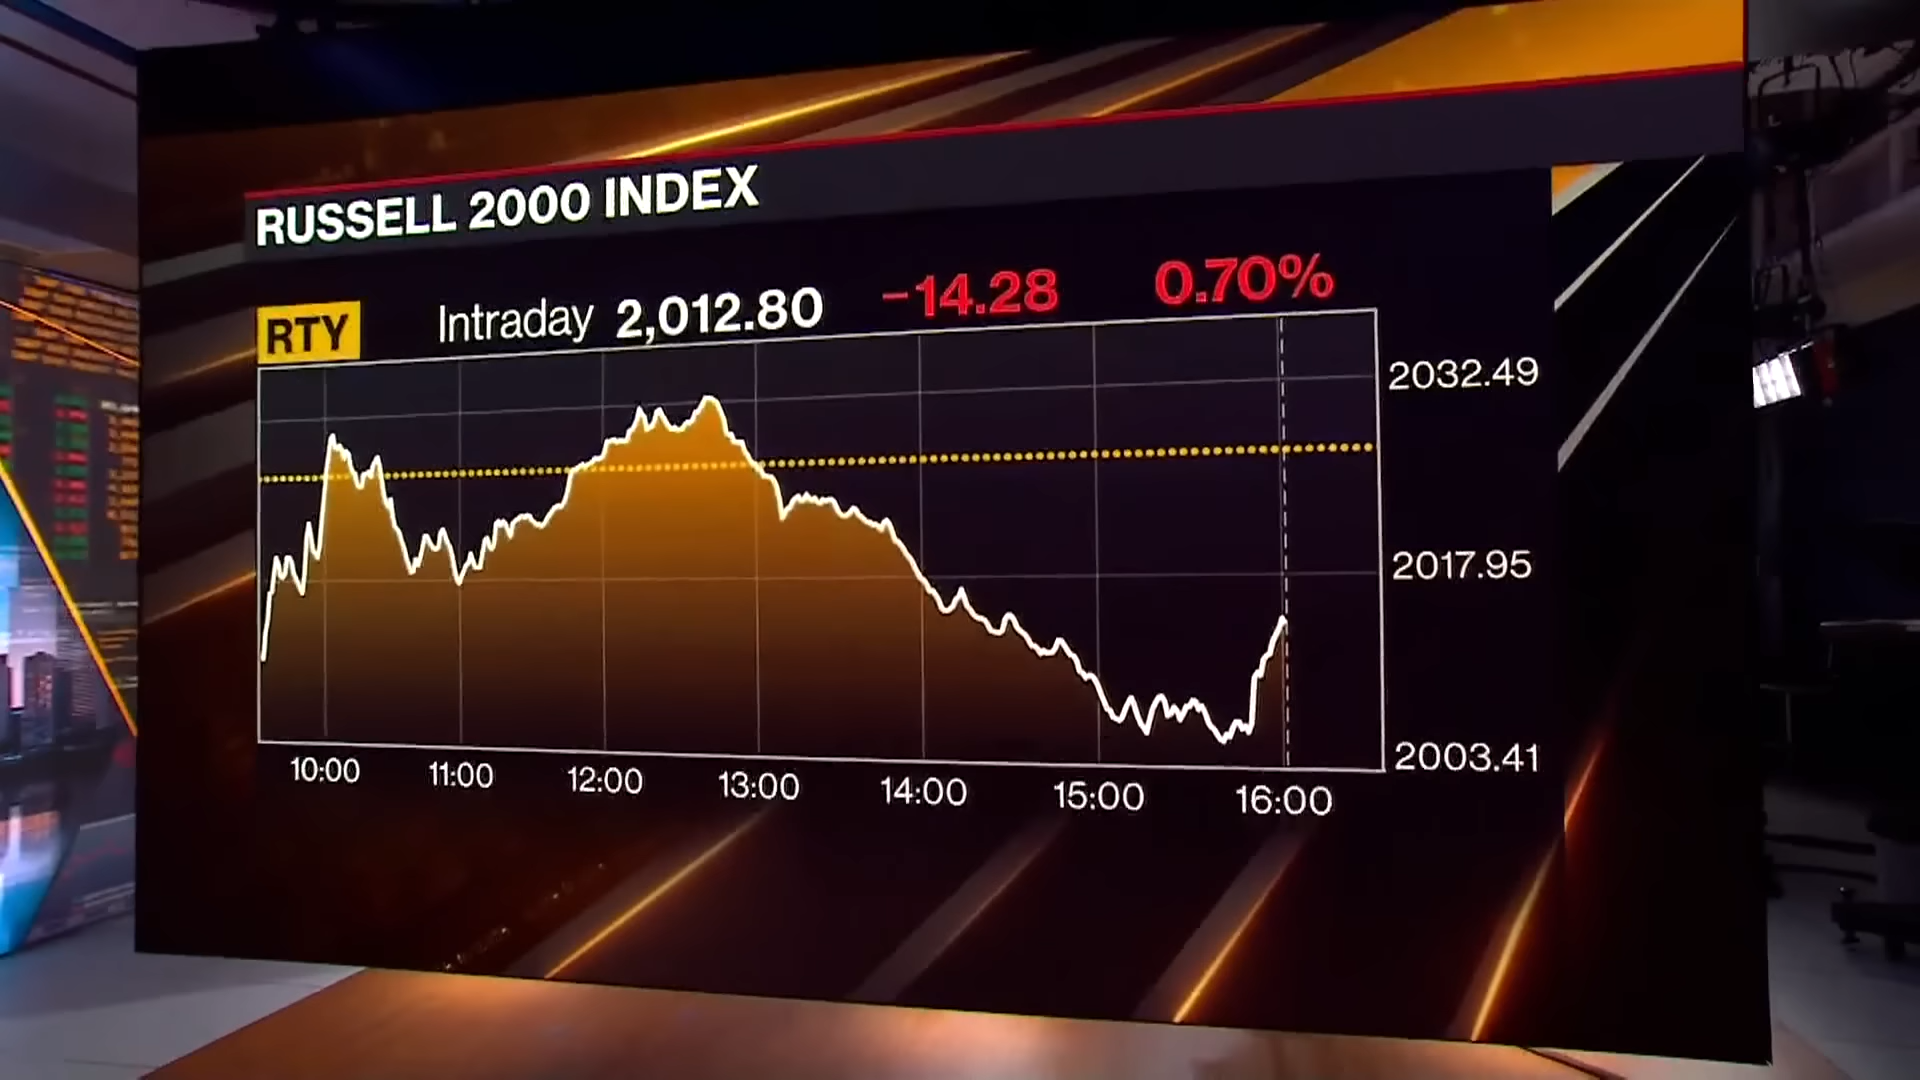 RUSSELL 2000 INDEX
RTY Intraday 2,012.80 -14.28 0.70%
2032.49
2017.95
2003.41
10:00 11:00 12:00 13:00 14:00 15:00 16:00